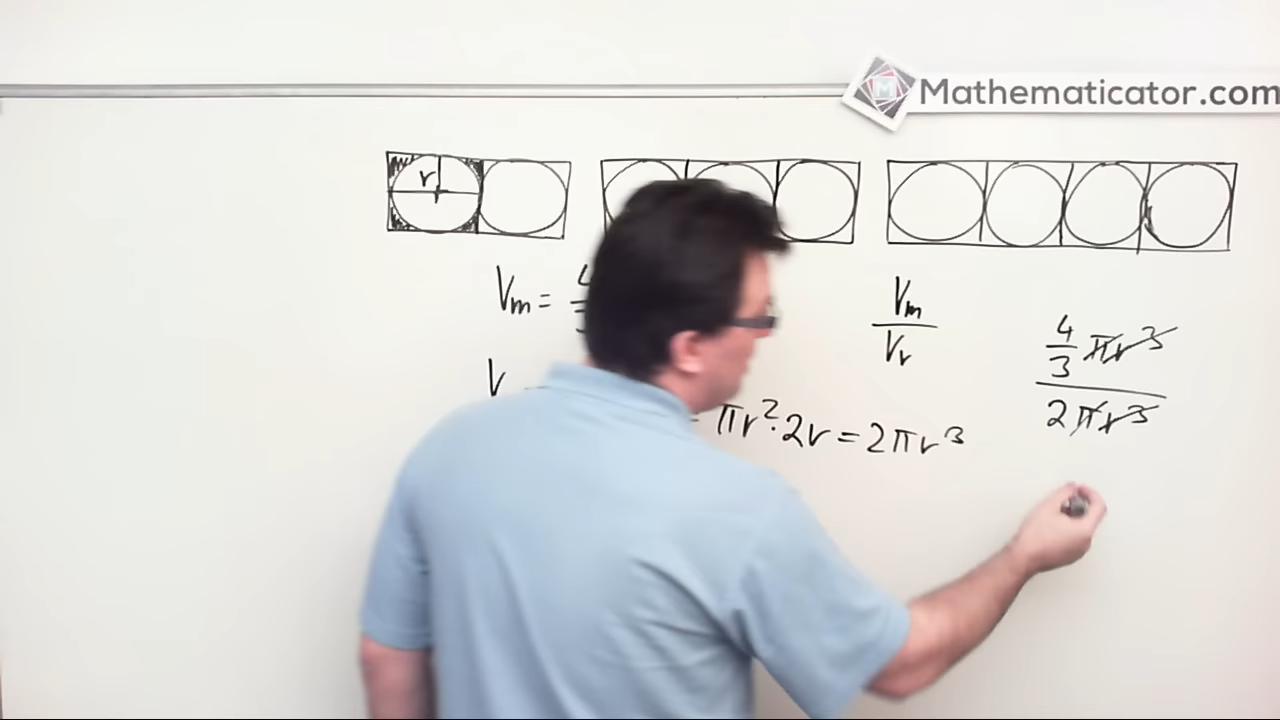 Mathematicator.com
r
Vm =
Vm
Vr
4
3
πr³
2πr³
V
πr²·2r = 2πr³